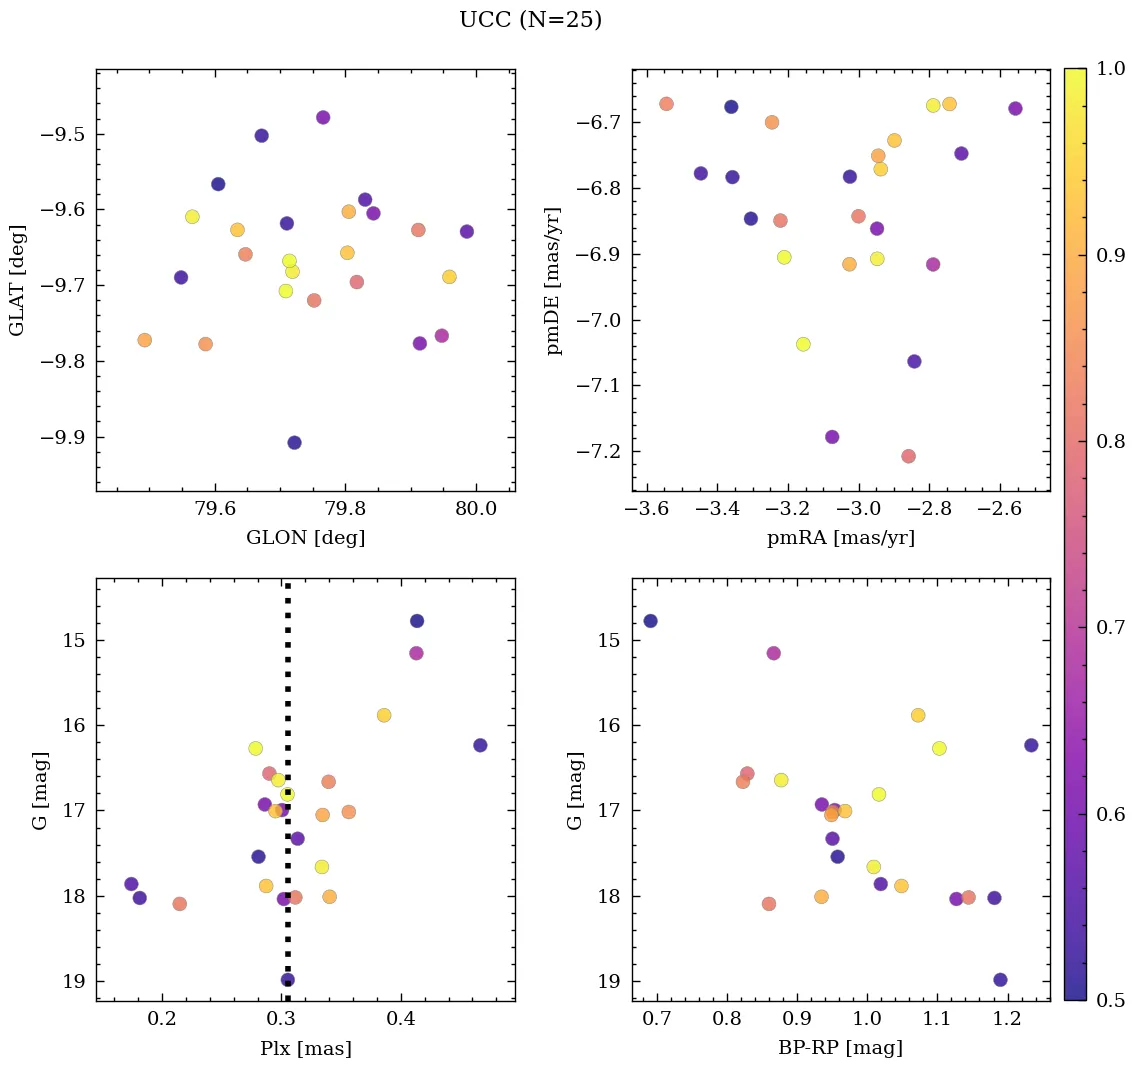 UCC (N=25)
−9.5
−9.6
−9.7
−9.8
−9.9
GLAT [deg]
79.6 79.8 80.0
GLON [deg]
−6.7
−6.8
−6.9
−7.0
−7.1
−7.2
pmDE [mas/yr]
−3.6 −3.4 −3.2 −3.0 −2.8 −2.6
pmRA [mas/yr]
15
16
17
18
19
G [mag]
0.2 0.3 0.4
Plx [mas]
15
16
17
18
19
G [mag]
0.7 0.8 0.9 1.0 1.1 1.2
BP-RP [mag]
1.0
0.9
0.8
0.7
0.6
0.5